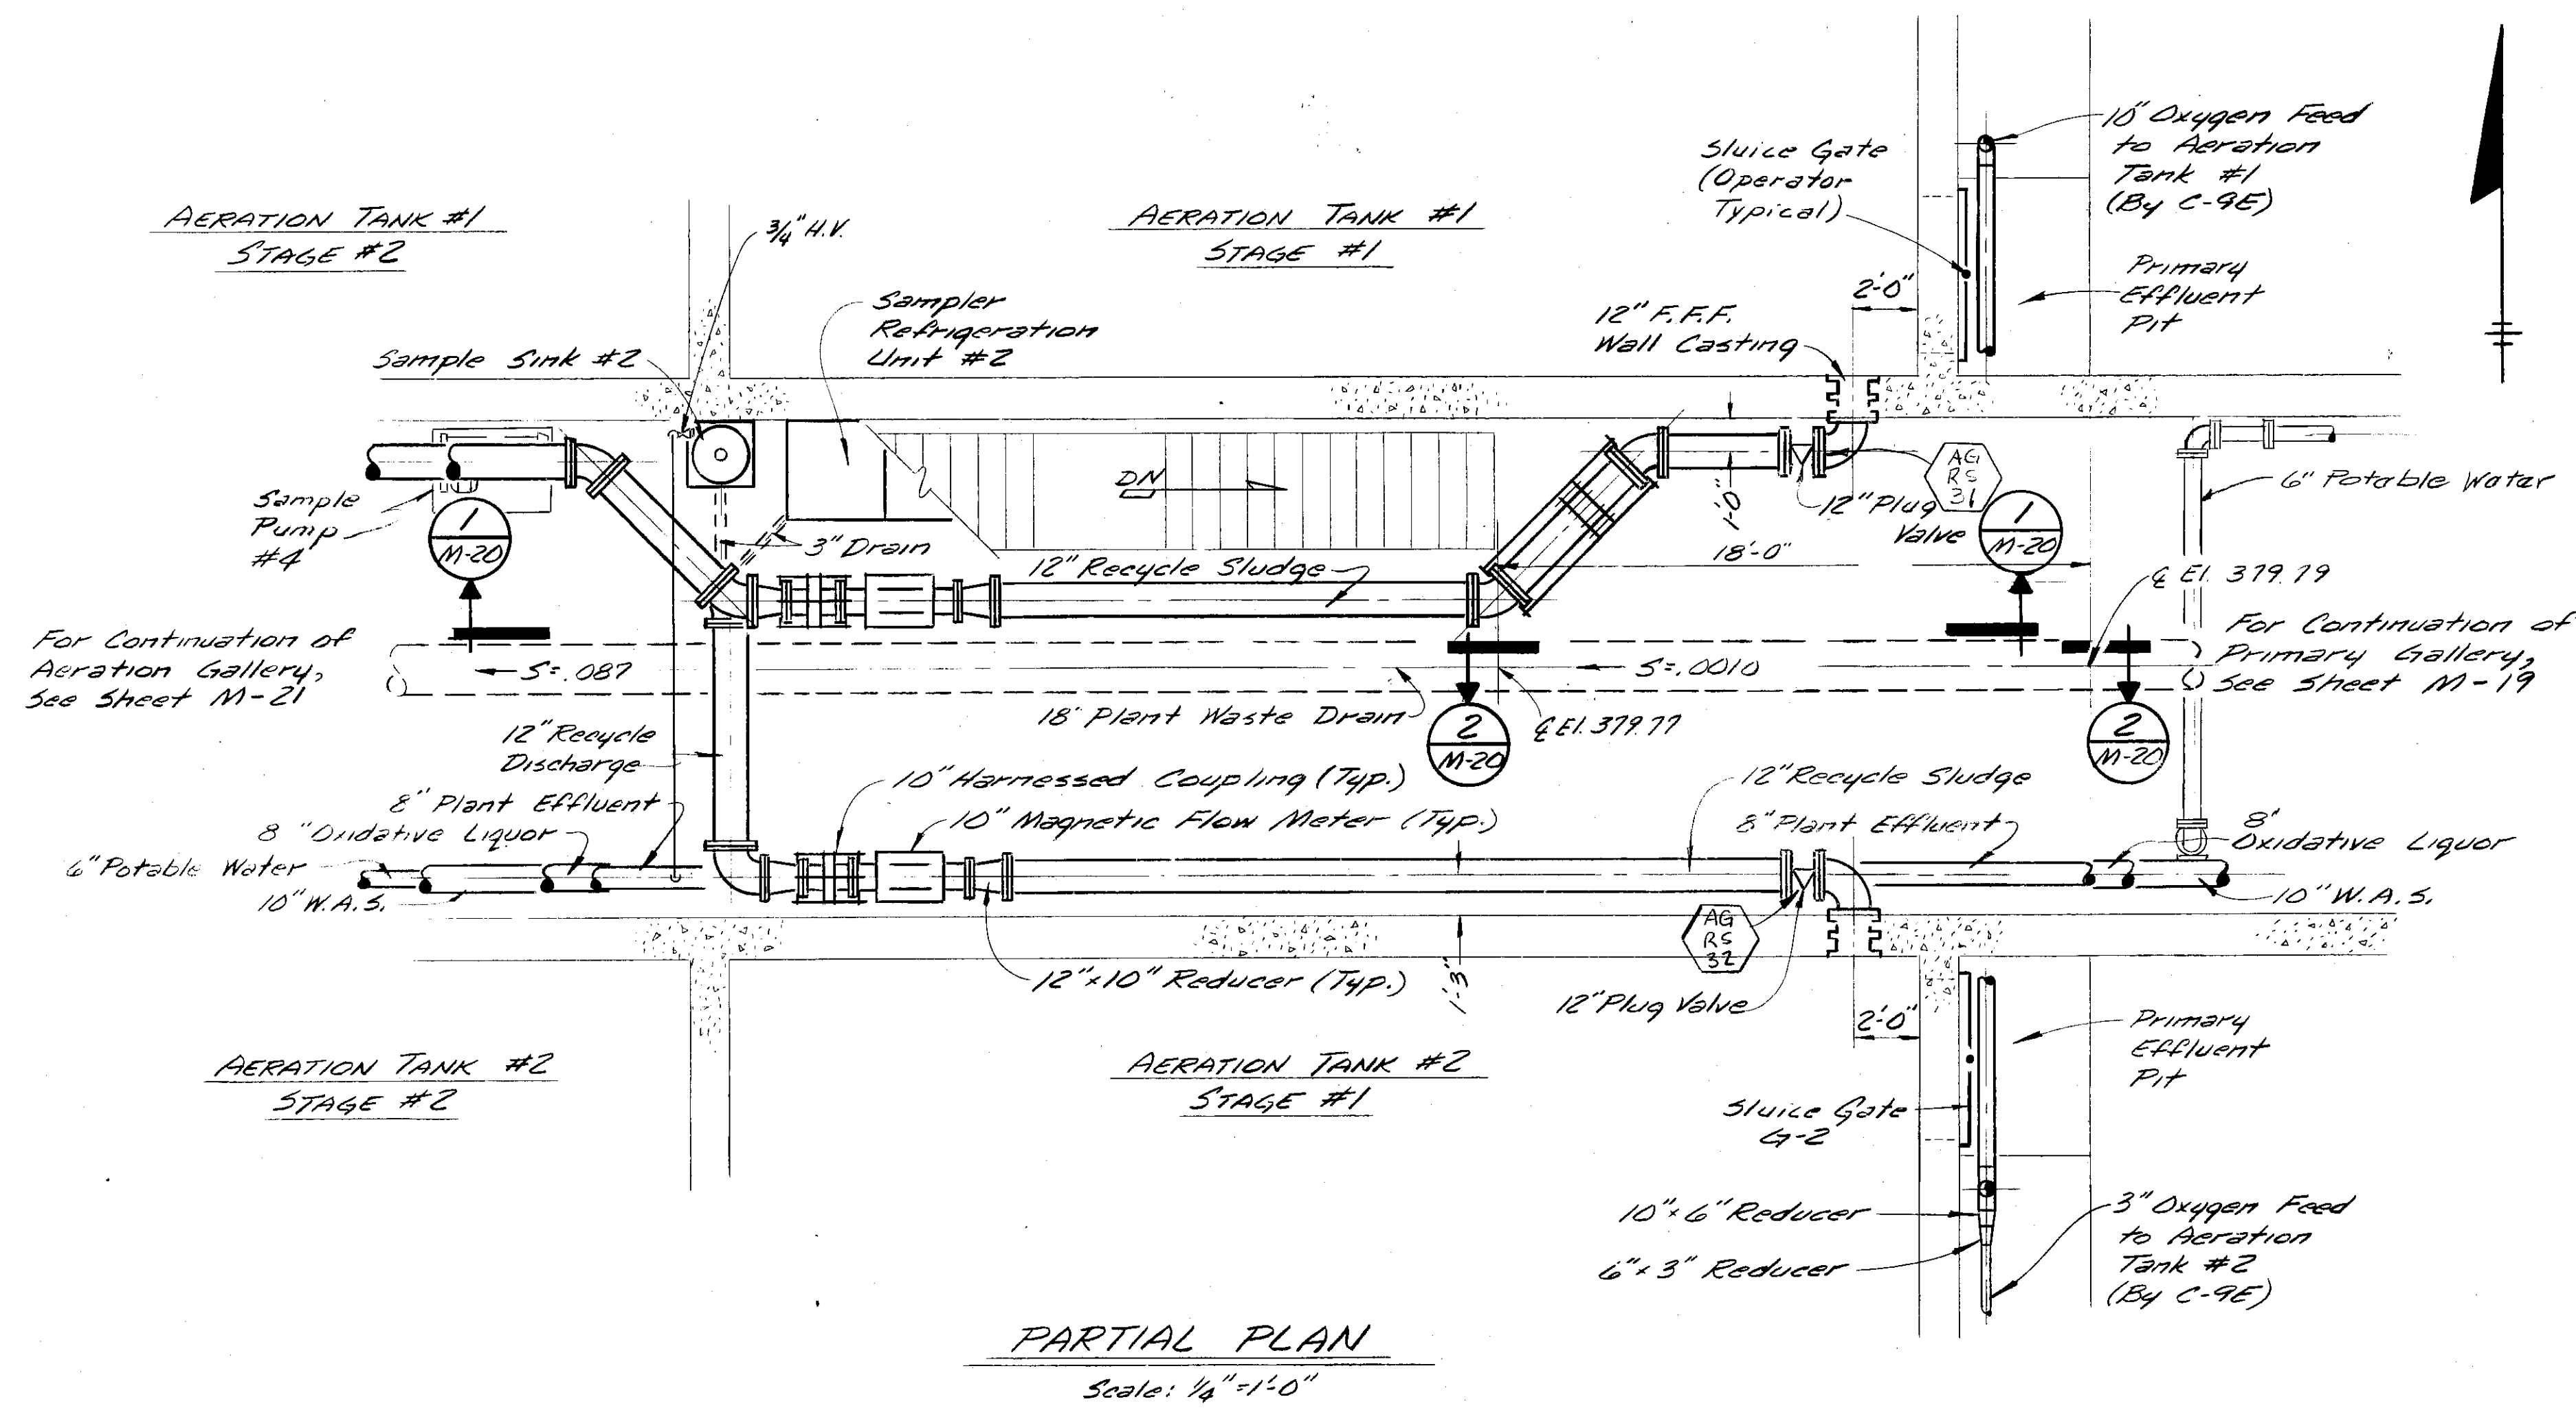 AERATION TANK #1
STAGE #2
3/4" H.V.
AERATION TANK #1
STAGE #1
Sluice Gate
(Operator
Typical)
10" Oxygen Feed
to Aeration
Tank #1
(By C-9E)
Primary
Effluent
Pit
2'-0"
12" F.F.F.
Wall Casting
Sampler
Refrigeration
Unit #2
Sample Sink #2
Sample
Pump
#4
1
M-20
3" Drain
DN
12" Recycle Sludge
1'-0"
18'-0"
12" Plug
Valve
AG
RS
31
1
M-20
6" Potable Water
℄ El. 379.79
For Continuation of
Aeration Gallery,
See Sheet M-21
S=.087
S=.0010
For Continuation of
Primary Gallery,
See Sheet M-19
18" Plant Waste Drain
2
M-20
℄ El. 379.77
2
M-20
12" Recycle
Discharge
10" Harnessed Coupling (Typ.)
12" Recycle Sludge
8" Plant Effluent
10" Magnetic Flow Meter (Typ.)
8" Plant Effluent
8"
Oxidative Liquor
8" Oxidative Liquor
6" Potable Water
10" W.A.S.
10" W.A.S.
AG
RS
32
12"x10" Reducer (Typ.)
1'-3"
12" Plug Valve
2'-0"
Primary
Effluent
Pit
AERATION TANK #2
STAGE #2
AERATION TANK #2
STAGE #1
Sluice Gate
G-2
10"x6" Reducer
6"x3" Reducer
3" Oxygen Feed
to Aeration
Tank #2
(By C-9E)
PARTIAL PLAN
Scale: 1/4"=1'-0"